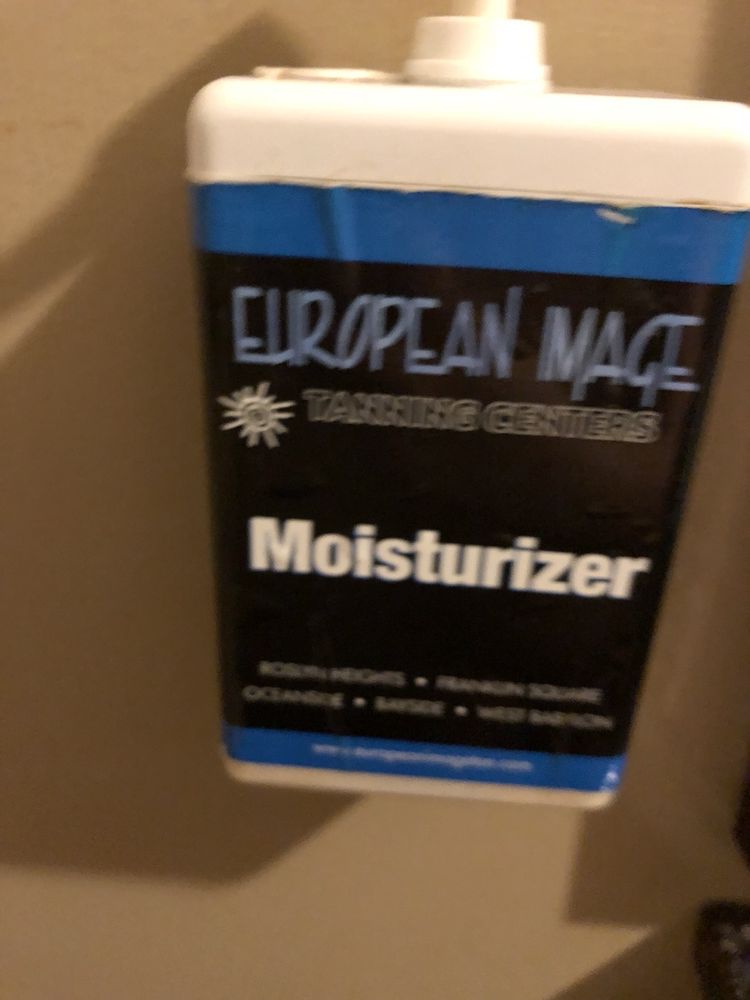 EUROPEAN IMAGE
TANNING CENTERS
Moisturizer
ROSLYN HEIGHTS • FRANKLIN SQUARE
OCEANSIDE • BAYSIDE • WEST BABYLON